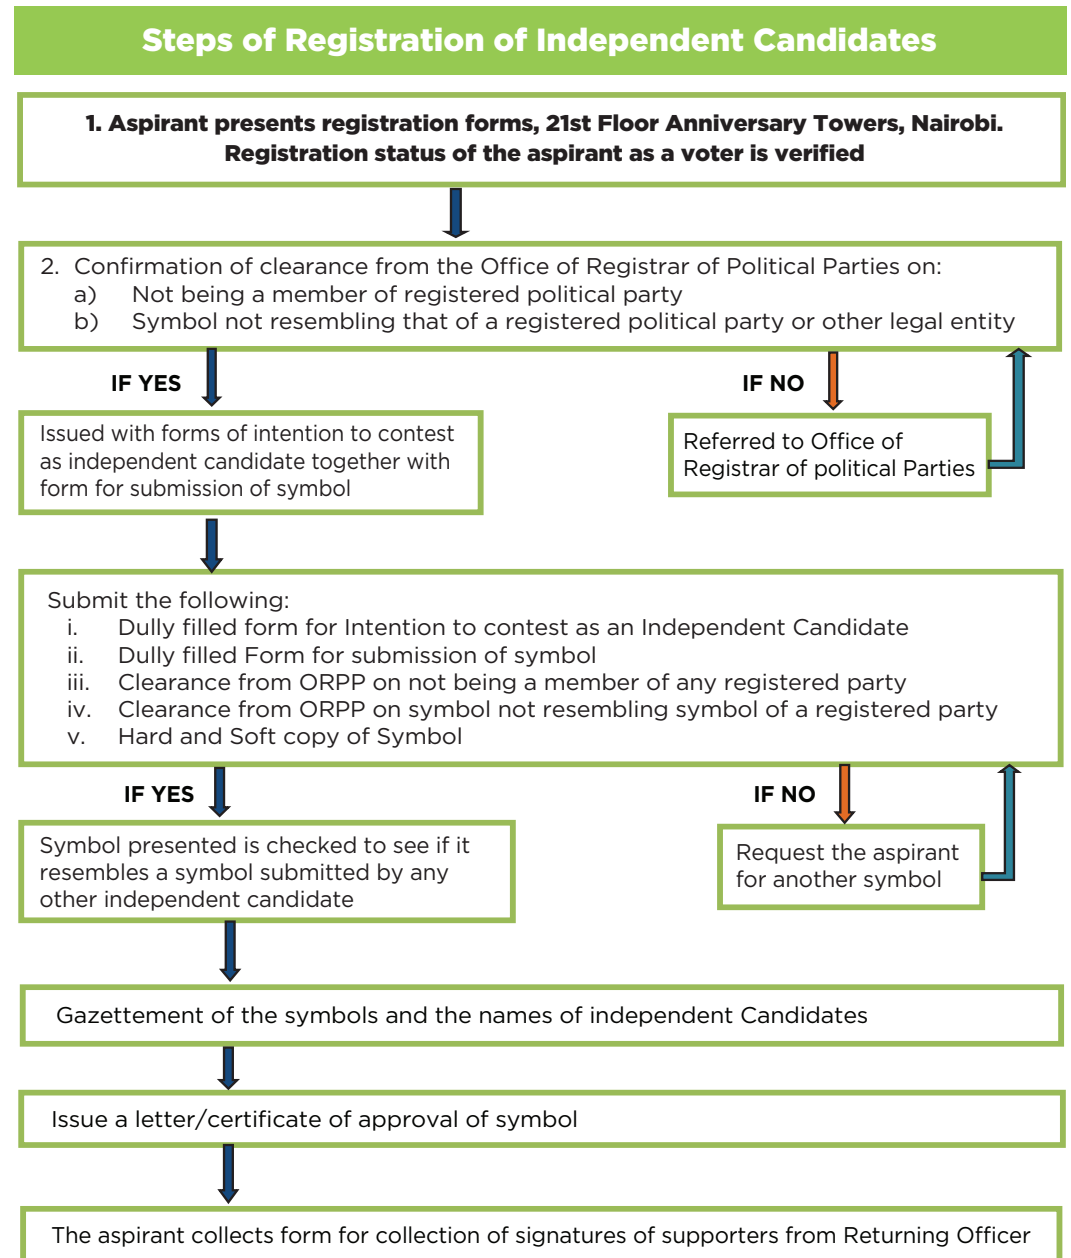 Steps of Registration of Independent Candidates
1. Aspirant presents registration forms, 21st Floor Anniversary Towers, Nairobi.
Registration status of the aspirant as a voter is verified
2. Confirmation of clearance from the Office of Registrar of Political Parties on:
a) Not being a member of registered political party
b) Symbol not resembling that of a registered political party or other legal entity
IF YES
IF NO
Issued with forms of intention to contest
as independent candidate together with
form for submission of symbol
Referred to Office of
Registrar of political Parties
Submit the following:
i. Dully filled form for Intention to contest as an Independent Candidate
ii. Dully filled Form for submission of symbol
iii. Clearance from ORPP on not being a member of any registered party
iv. Clearance from ORPP on symbol not resembling symbol of a registered party
v. Hard and Soft copy of Symbol
IF YES
IF NO
Symbol presented is checked to see if it
resembles a symbol submitted by any
other independent candidate
Request the aspirant
for another symbol
Gazettement of the symbols and the names of independent Candidates
Issue a letter/certificate of approval of symbol
The aspirant collects form for collection of signatures of supporters from Returning Officer